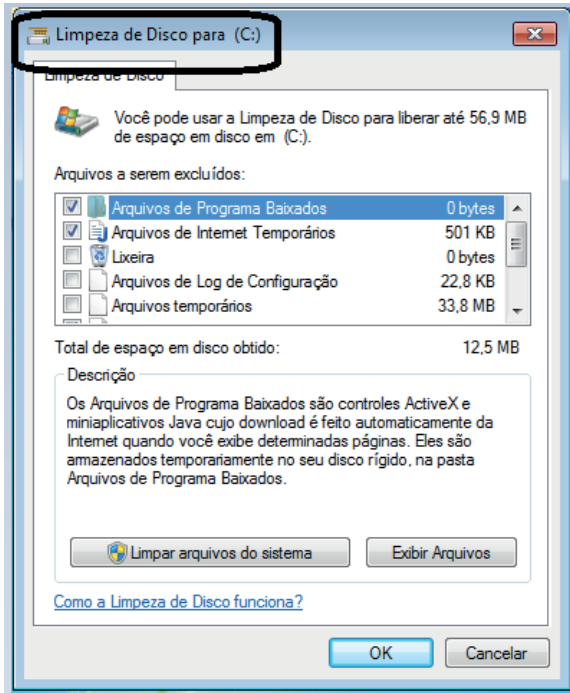 Limpeza de Disco para (C:)
Limpeza de Disco
Você pode usar a Limpeza de Disco para liberar até 56,9 MB
de espaço em disco em (C:).
Arquivos a serem excluídos:
Arquivos de Programa Baixados 0 bytes
Arquivos de Internet Temporários 501 KB
Lixeira 0 bytes
Arquivos de Log de Configuração 22,8 KB
Arquivos temporários 33,8 MB
Total de espaço em disco obtido: 12,5 MB
Descrição
Os Arquivos de Programa Baixados são controles ActiveX e
miniaplicativos Java cujo download é feito automaticamente da
Internet quando você exibe determinadas páginas. Eles são
armazenados temporariamente no seu disco rígido, na pasta
Arquivos de Programa Baixados.
Limpar arquivos do sistema Exibir Arquivos
Como a Limpeza de Disco funciona?
OK Cancelar